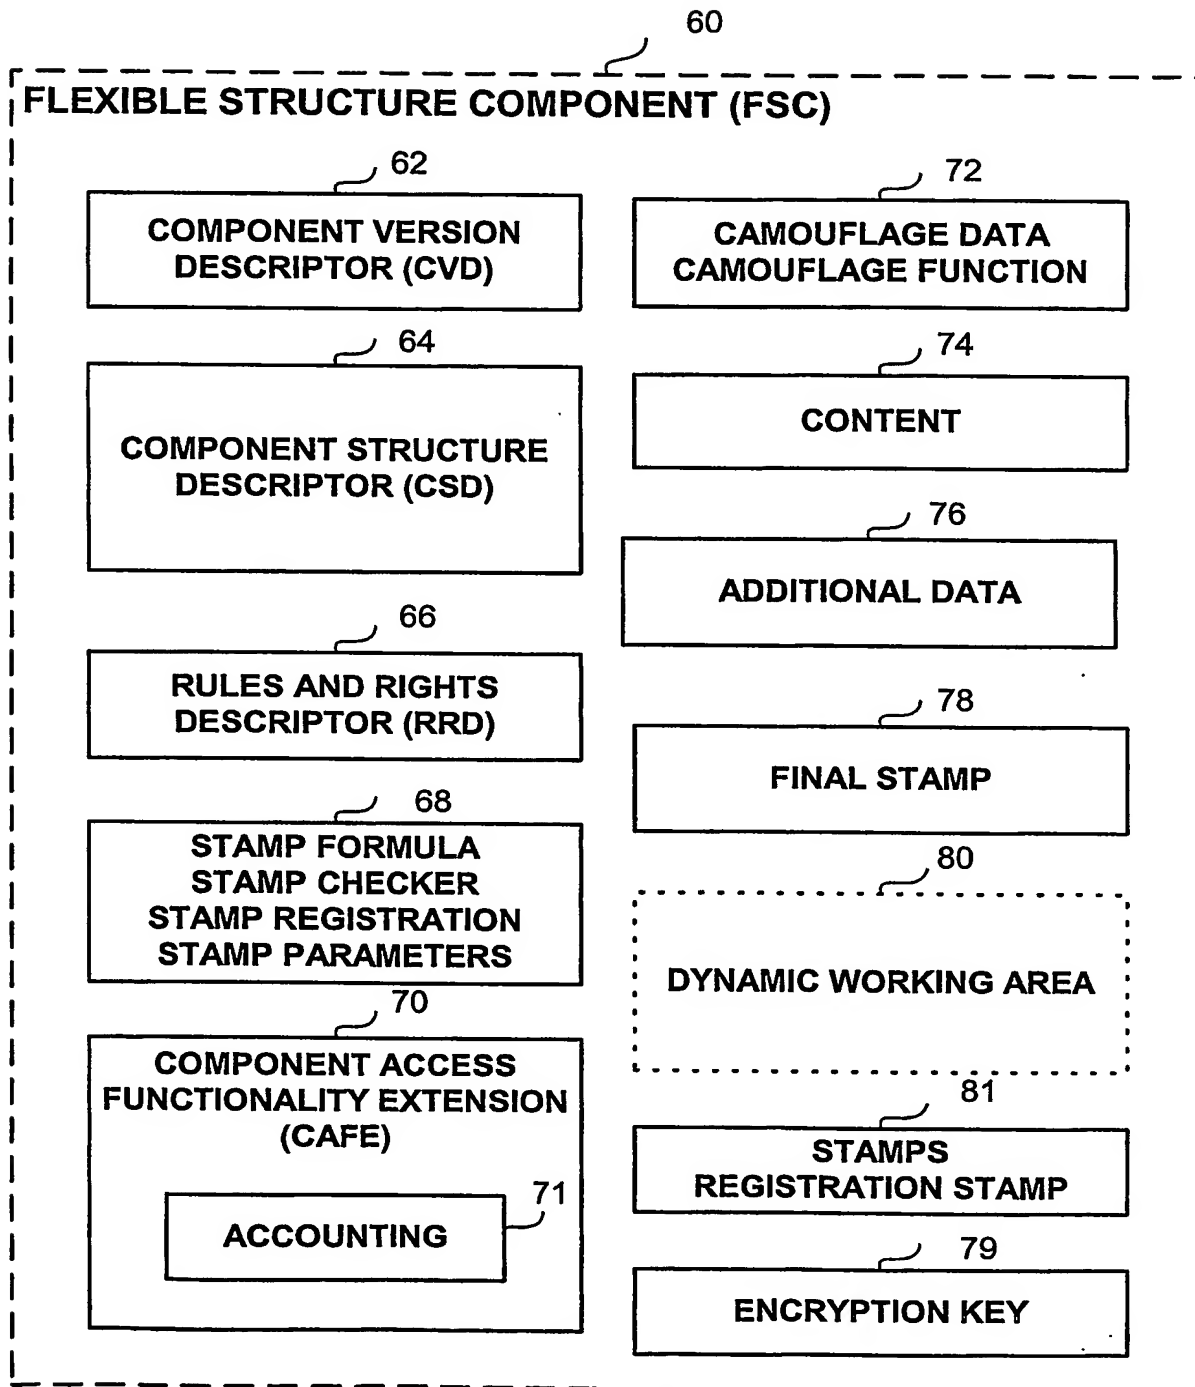 60
FLEXIBLE STRUCTURE COMPONENT (FSC)
62
COMPONENT VERSION
DESCRIPTOR (CVD)
64
COMPONENT STRUCTURE
DESCRIPTOR (CSD)
66
RULES AND RIGHTS
DESCRIPTOR (RRD)
68
STAMP FORMULA
STAMP CHECKER
STAMP REGISTRATION
STAMP PARAMETERS
70
COMPONENT ACCESS
FUNCTIONALITY EXTENSION
(CAFE)
71
ACCOUNTING
72
CAMOUFLAGE DATA
CAMOUFLAGE FUNCTION
74
CONTENT
76
ADDITIONAL DATA
78
FINAL STAMP
80
DYNAMIC WORKING AREA
81
STAMPS
REGISTRATION STAMP
79
ENCRYPTION KEY